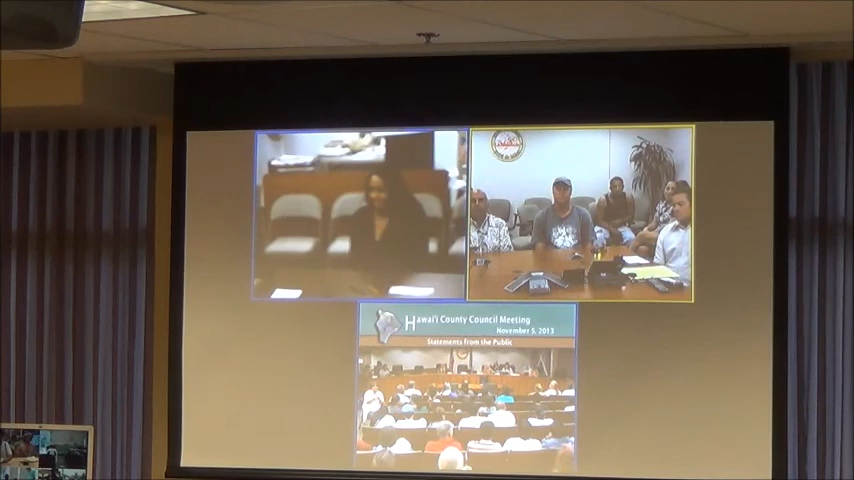 Hawai'i County Council Meeting
November 5, 2013
Statements from the Public